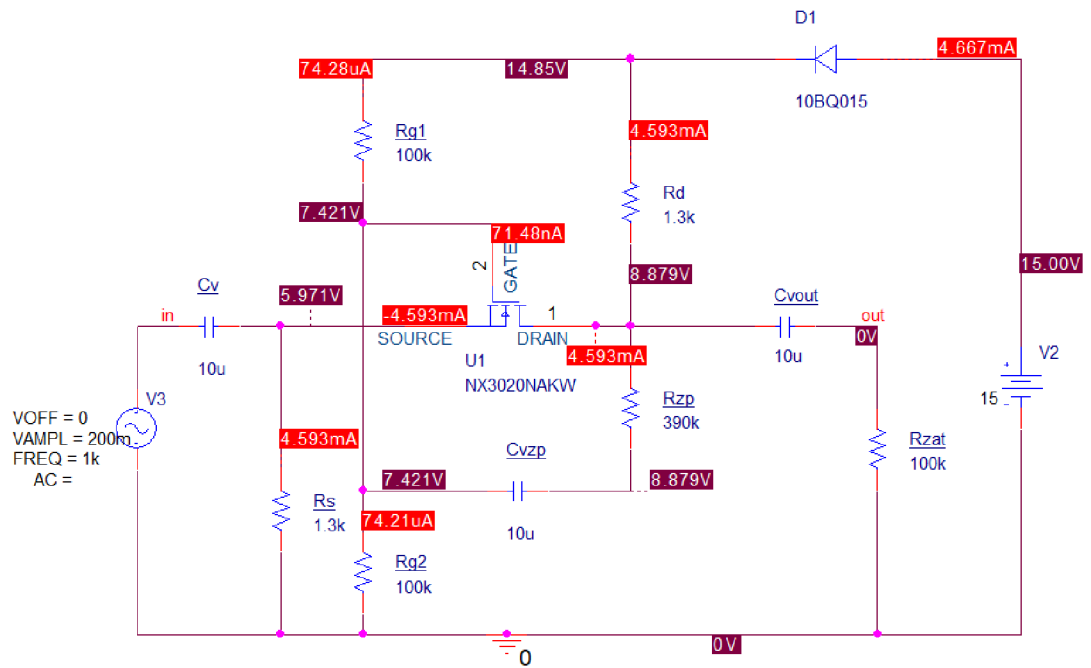 D1
74.28uA
14.85V
4.667mA
10BQ015
Rg1
100k
4.593mA
Rd
1.3k
7.421V
71.48nA
GATE
2
8.879V
15.00V
Cv
5.971V
Cvout
in
-4.593mA
1
out
SOURCE
DRAIN
0V
10u
4.593mA
10u
U1
NX3020NAKW
V2
V3
Rzp
390k
15
VOFF = 0
VAMPL = 200m
FREQ = 1k
AC =
4.593mA
Cvzp
Rzat
100k
7.421V
8.879V
Rs
1.3k
74.21uA
10u
Rg2
100k
0V
0